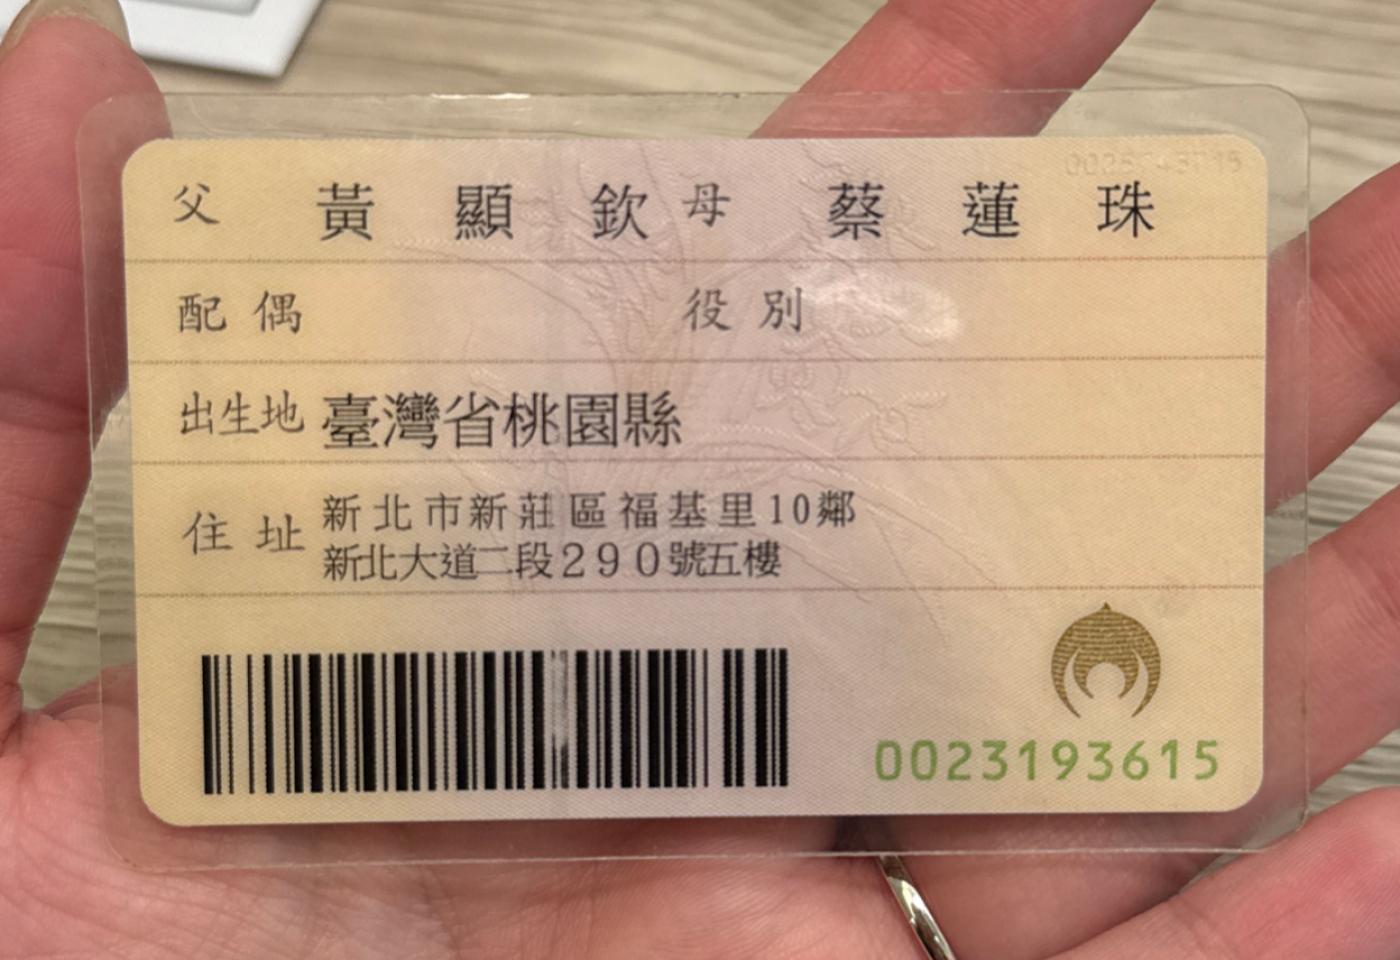 父 黃顯欽 母 蔡蓮珠
配偶 役別
出生地 臺灣省桃園縣
住址 新北市新莊區福基里10鄰
新北大道二段290號五樓
0023193615